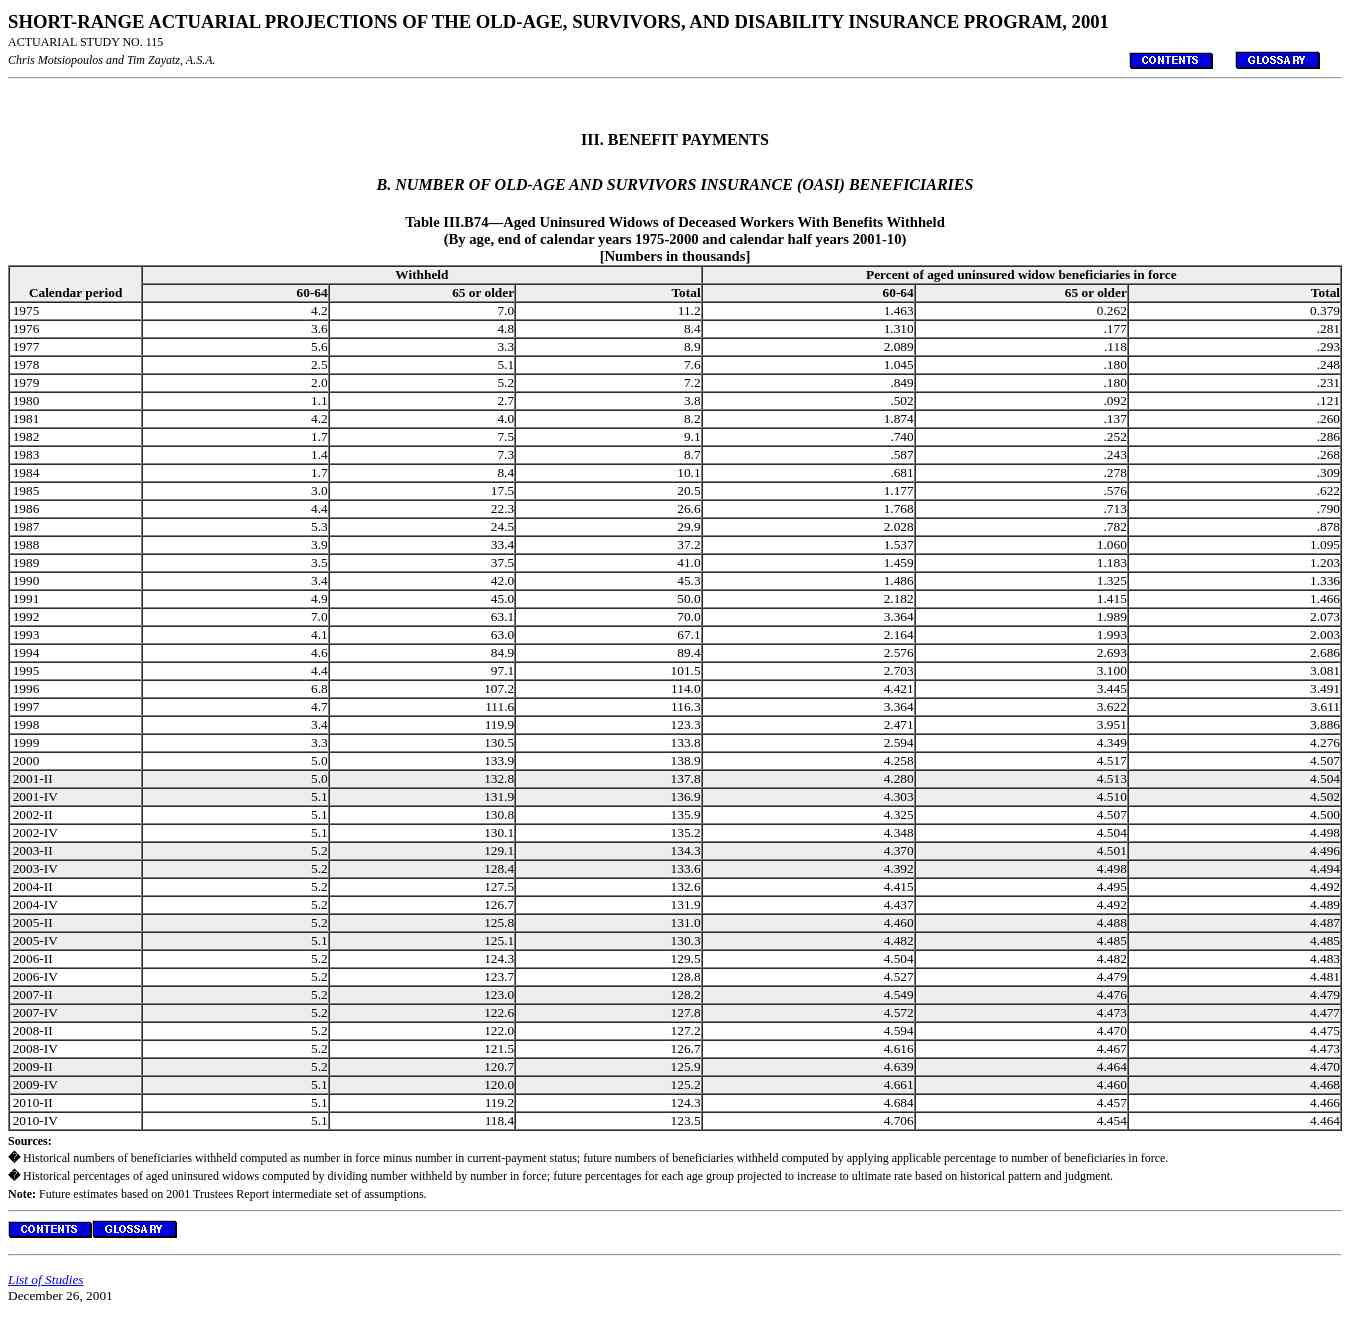 SHORT-RANGE ACTUARIAL PROJECTIONS OF THE OLD-AGE, SURVIVORS, AND DISABILITY INSURANCE PROGRAM, 2001
ACTUARIAL STUDY NO. 115
Chris Motsiopoulos and Tim Zayatz, A.S.A. CONTENTS GLOSSARY
III. BENEFIT PAYMENTS
B. NUMBER OF OLD-AGE AND SURVIVORS INSURANCE (OASI) BENEFICIARIES
Table III.B74—Aged Uninsured Widows of Deceased Workers With Benefits Withheld
(By age, end of calendar years 1975-2000 and calendar half years 2001-10)
[Numbers in thousands]
Withheld Percent of aged uninsured widow beneficiaries in force
Calendar period 60-64 65 or older Total 60-64 65 or older Total
1975 4.2 7.0 11.2 1.463 0.262 0.379
1976 3.6 4.8 8.4 1.310 .177 .281
1977 5.6 3.3 8.9 2.089 .118 .293
1978 2.5 5.1 7.6 1.045 .180 .248
1979 2.0 5.2 7.2 .849 .180 .231
1980 1.1 2.7 3.8 .502 .092 .121
1981 4.2 4.0 8.2 1.874 .137 .260
1982 1.7 7.5 9.1 .740 .252 .286
1983 1.4 7.3 8.7 .587 .243 .268
1984 1.7 8.4 10.1 .681 .278 .309
1985 3.0 17.5 20.5 1.177 .576 .622
1986 4.4 22.3 26.6 1.768 .713 .790
1987 5.3 24.5 29.9 2.028 .782 .878
1988 3.9 33.4 37.2 1.537 1.060 1.095
1989 3.5 37.5 41.0 1.459 1.183 1.203
1990 3.4 42.0 45.3 1.486 1.325 1.336
1991 4.9 45.0 50.0 2.182 1.415 1.466
1992 7.0 63.1 70.0 3.364 1.989 2.073
1993 4.1 63.0 67.1 2.164 1.993 2.003
1994 4.6 84.9 89.4 2.576 2.693 2.686
1995 4.4 97.1 101.5 2.703 3.100 3.081
1996 6.8 107.2 114.0 4.421 3.445 3.491
1997 4.7 111.6 116.3 3.364 3.622 3.611
1998 3.4 119.9 123.3 2.471 3.951 3.886
1999 3.3 130.5 133.8 2.594 4.349 4.276
2000 5.0 133.9 138.9 4.258 4.517 4.507
2001-II 5.0 132.8 137.8 4.280 4.513 4.504
2001-IV 5.1 131.9 136.9 4.303 4.510 4.502
2002-II 5.1 130.8 135.9 4.325 4.507 4.500
2002-IV 5.1 130.1 135.2 4.348 4.504 4.498
2003-II 5.2 129.1 134.3 4.370 4.501 4.496
2003-IV 5.2 128.4 133.6 4.392 4.498 4.494
2004-II 5.2 127.5 132.6 4.415 4.495 4.492
2004-IV 5.2 126.7 131.9 4.437 4.492 4.489
2005-II 5.2 125.8 131.0 4.460 4.488 4.487
2005-IV 5.1 125.1 130.3 4.482 4.485 4.485
2006-II 5.2 124.3 129.5 4.504 4.482 4.483
2006-IV 5.2 123.7 128.8 4.527 4.479 4.481
2007-II 5.2 123.0 128.2 4.549 4.476 4.479
2007-IV 5.2 122.6 127.8 4.572 4.473 4.477
2008-II 5.2 122.0 127.2 4.594 4.470 4.475
2008-IV 5.2 121.5 126.7 4.616 4.467 4.473
2009-II 5.2 120.7 125.9 4.639 4.464 4.470
2009-IV 5.1 120.0 125.2 4.661 4.460 4.468
2010-II 5.1 119.2 124.3 4.684 4.457 4.466
2010-IV 5.1 118.4 123.5 4.706 4.454 4.464
Sources:
� Historical numbers of beneficiaries withheld computed as number in force minus number in current-payment status; future numbers of beneficiaries withheld computed by applying applicable percentage to number of beneficiaries in force.
� Historical percentages of aged uninsured widows computed by dividing number withheld by number in force; future percentages for each age group projected to increase to ultimate rate based on historical pattern and judgment.
Note: Future estimates based on 2001 Trustees Report intermediate set of assumptions.
CONTENTS GLOSSARY
List of Studies
December 26, 2001